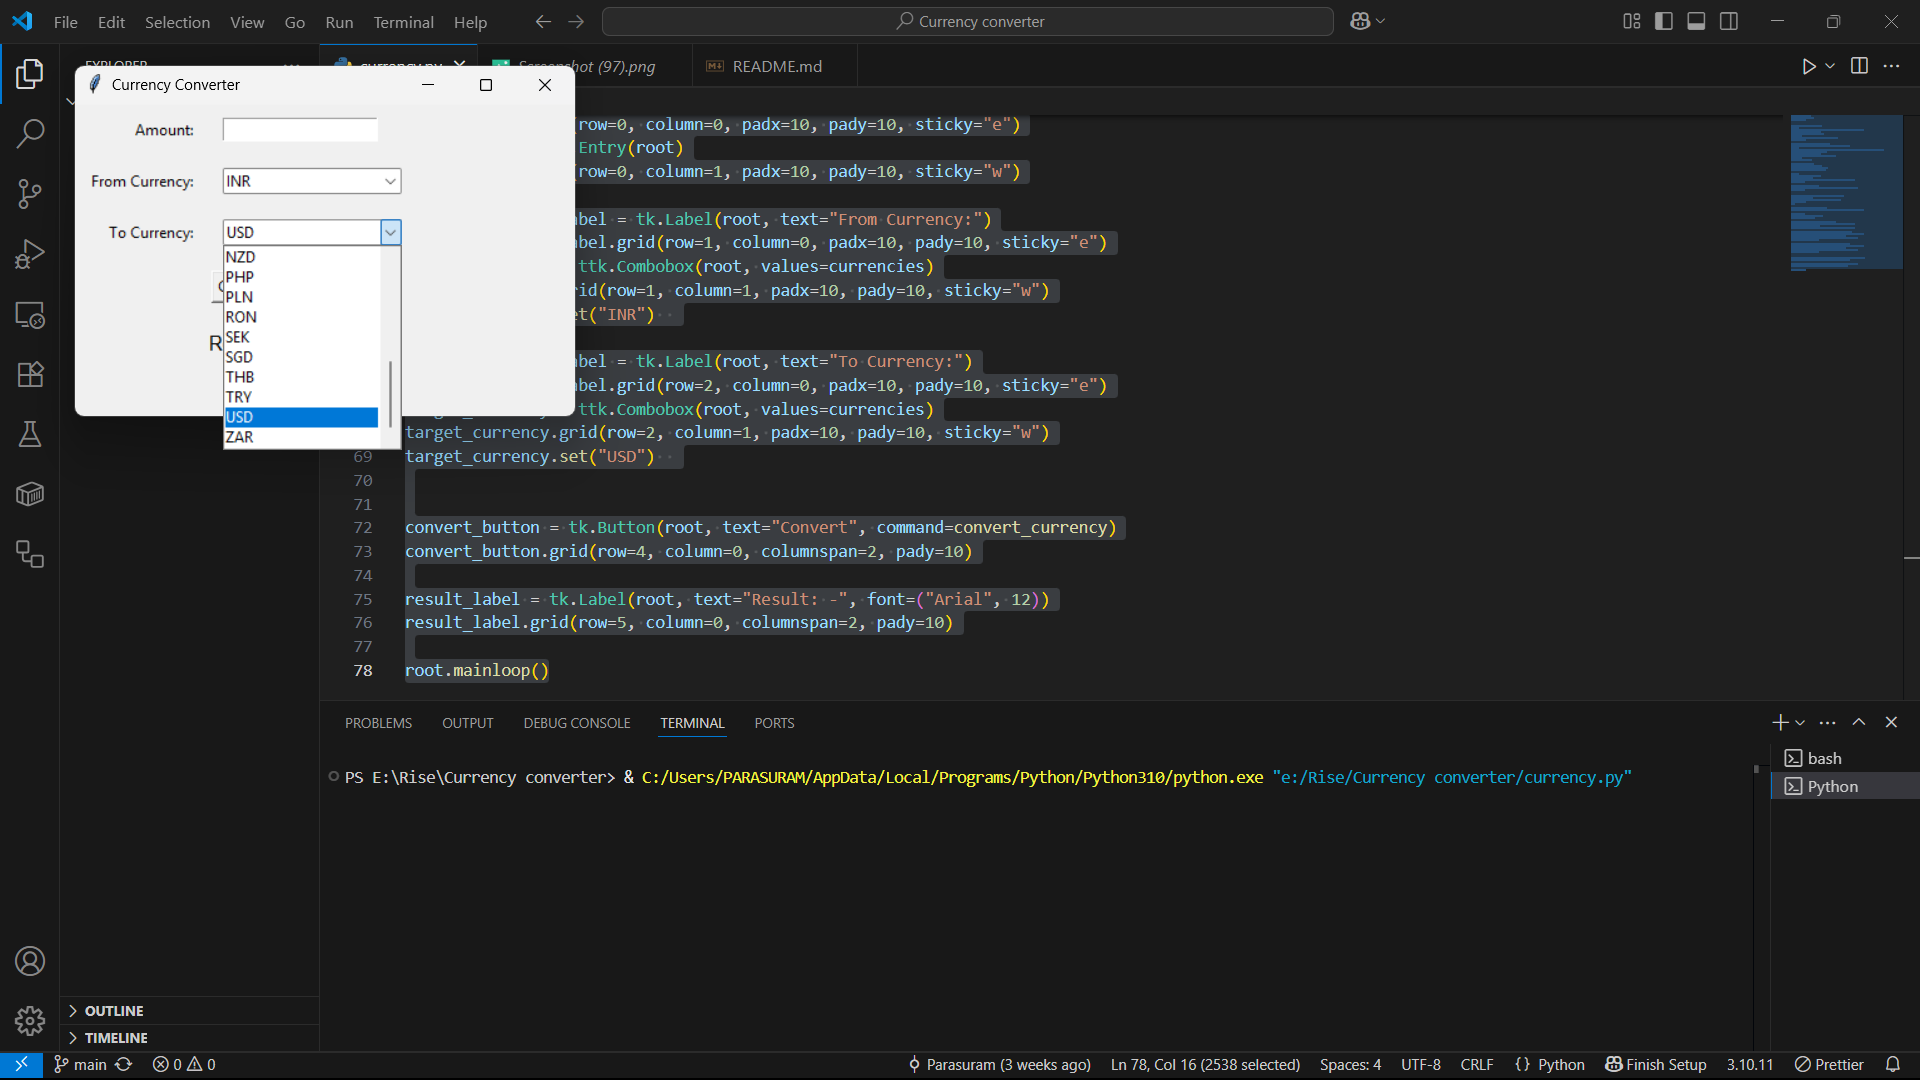 File Edit Selection View Go Run Terminal Help
Currency converter
(97).png
README.md
Currency Converter
Amount:
From Currency: INR
To Currency: USD
NZD
PHP
PLN
RON
SEK
SGD
THB
TRY
USD
ZAR
row=0, column=0, padx=10, pady=10, sticky="e")
Entry(root)
row=0, column=1, padx=10, pady=10, sticky="w")
bel = tk.Label(root, text="From Currency:")
bel.grid(row=1, column=0, padx=10, pady=10, sticky="e")
ttk.Combobox(root, values=currencies)
rid(row=1, column=1, padx=10, pady=10, sticky="w")
et("INR")
bel = tk.Label(root, text="To Currency:")
bel.grid(row=2, column=0, padx=10, pady=10, sticky="e")
ttk.Combobox(root, values=currencies)
target_currency.grid(row=2, column=1, padx=10, pady=10, sticky="w")
69 target_currency.set("USD")
70
71
72 convert_button = tk.Button(root, text="Convert", command=convert_currency)
73 convert_button.grid(row=4, column=0, columnspan=2, pady=10)
74
75 result_label = tk.Label(root, text="Result: -", font=("Arial", 12))
76 result_label.grid(row=5, column=0, columnspan=2, pady=10)
77
78 root.mainloop()
PROBLEMS OUTPUT DEBUG CONSOLE TERMINAL PORTS
PS E:\Rise\Currency converter> & C:/Users/PARASURAM/AppData/Local/Programs/Python/Python310/python.exe "e:/Rise/Currency converter/currency.py"
bash
Python
OUTLINE
TIMELINE
main 0 0 Parasuram (3 weeks ago) Ln 78, Col 16 (2538 selected) Spaces: 4 UTF-8 CRLF {} Python Finish Setup 3.10.11 Prettier